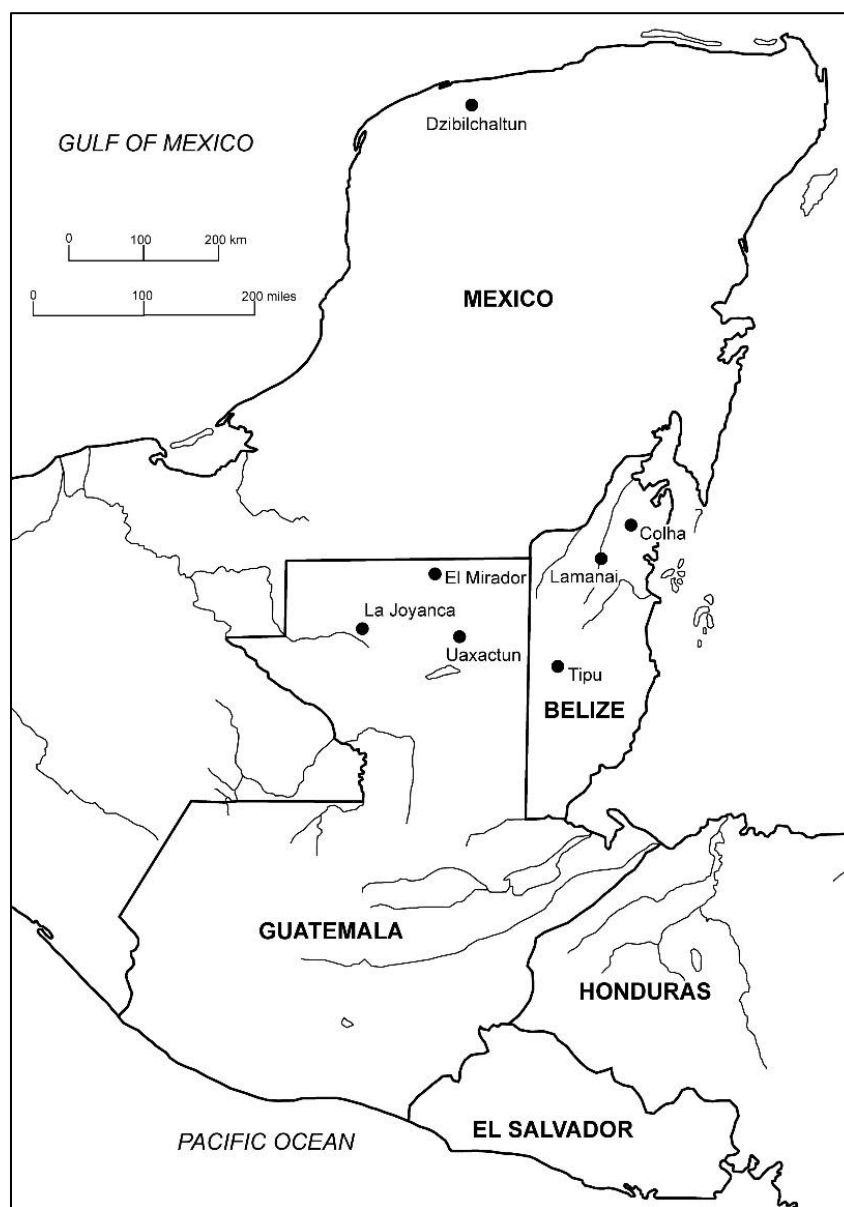 Dzibilchaltun
GULF OF MEXICO
0 100 200 km
0 100 200 miles
MEXICO
Colha
Lamanai
El Mirador
La Joyanca
Uaxactun
Tipu
BELIZE
GUATEMALA
HONDURAS
EL SALVADOR
PACIFIC OCEAN